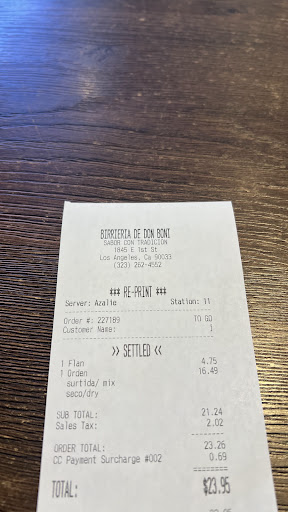 BIRRIERIA DE DON BONI
SABOR CON TRADICION
1845 E 1st St
Los Angeles, Ca 90033
(323) 262-4552
### RE-PRINT ###
Server: Azalie Station: 11
Order #: 227189 TO GO
Customer Name: 1
>> SETTLED <<
1 Flan 4.75
1 Orden 16.49
surtida/ mix
seco/dry
SUB TOTAL: 21.24
Sales Tax: 2.02
ORDER TOTAL: 23.26
CC Payment Surcharge #002 0.69
TOTAL: $23.95